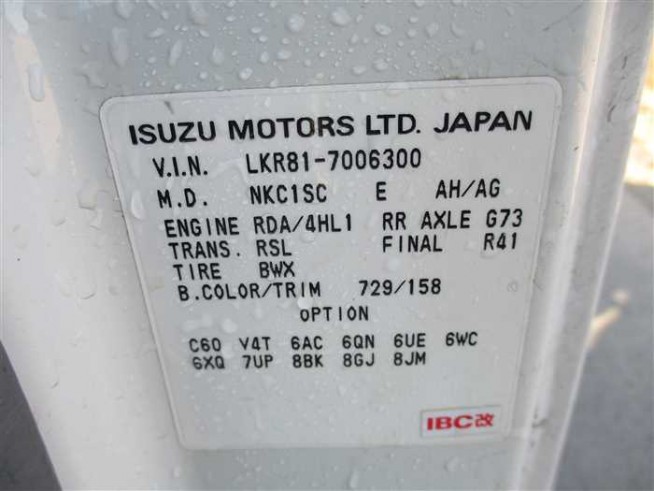 ISUZU MOTORS LTD. JAPAN
V.I.N. LKR81-7006300
M.D. NKC1SC E AH/AG
ENGINE RDA/4HL1 RR AXLE G73
TRANS. RSL FINAL R41
TIRE BWX
B.COLOR/TRIM 729/158
OPTION
C60 V4T 6AC 6QN 6UE 6WC
6XQ 7UP 8BK 8GJ 8JM
IBC改